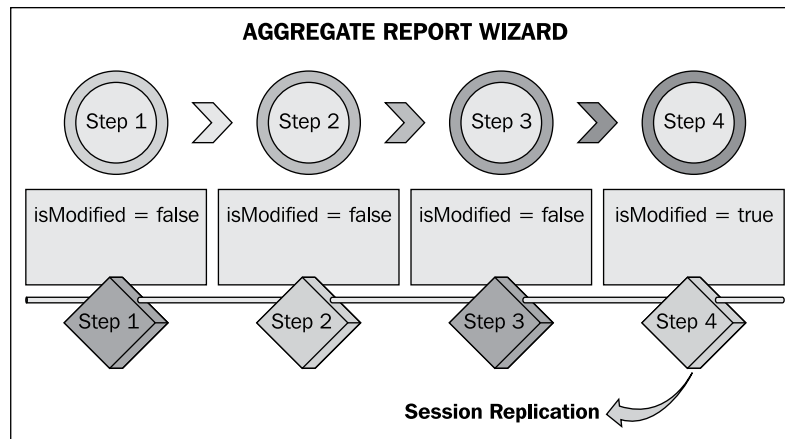 AGGREGATE REPORT WIZARD
Step 1
Step 2
Step 3
Step 4
isModified = false
isModified = false
isModified = false
isModified = true
Step 1
Step 2
Step 3
Step 4
Session Replication